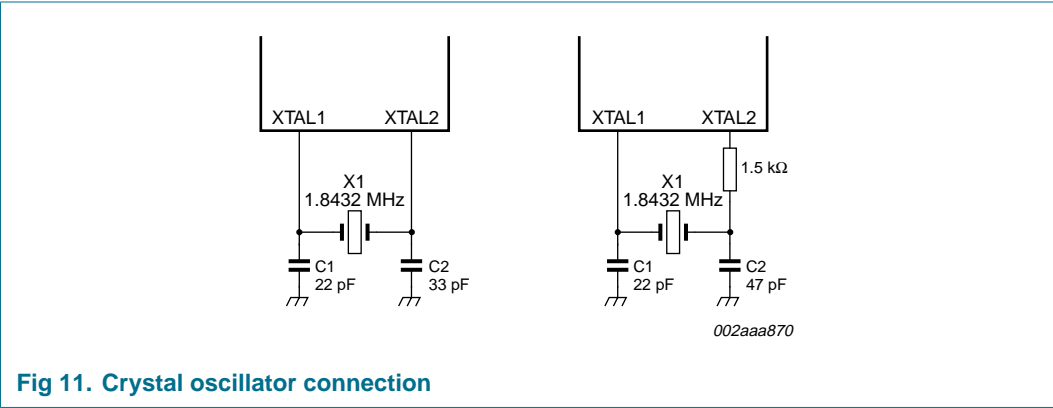 XTAL1 XTAL2
X1
1.8432 MHz
C1
22 pF
C2
33 pF
XTAL1 XTAL2
1.5 kΩ
X1
1.8432 MHz
C1
22 pF
C2
47 pF
002aaa870
Fig 11. Crystal oscillator connection